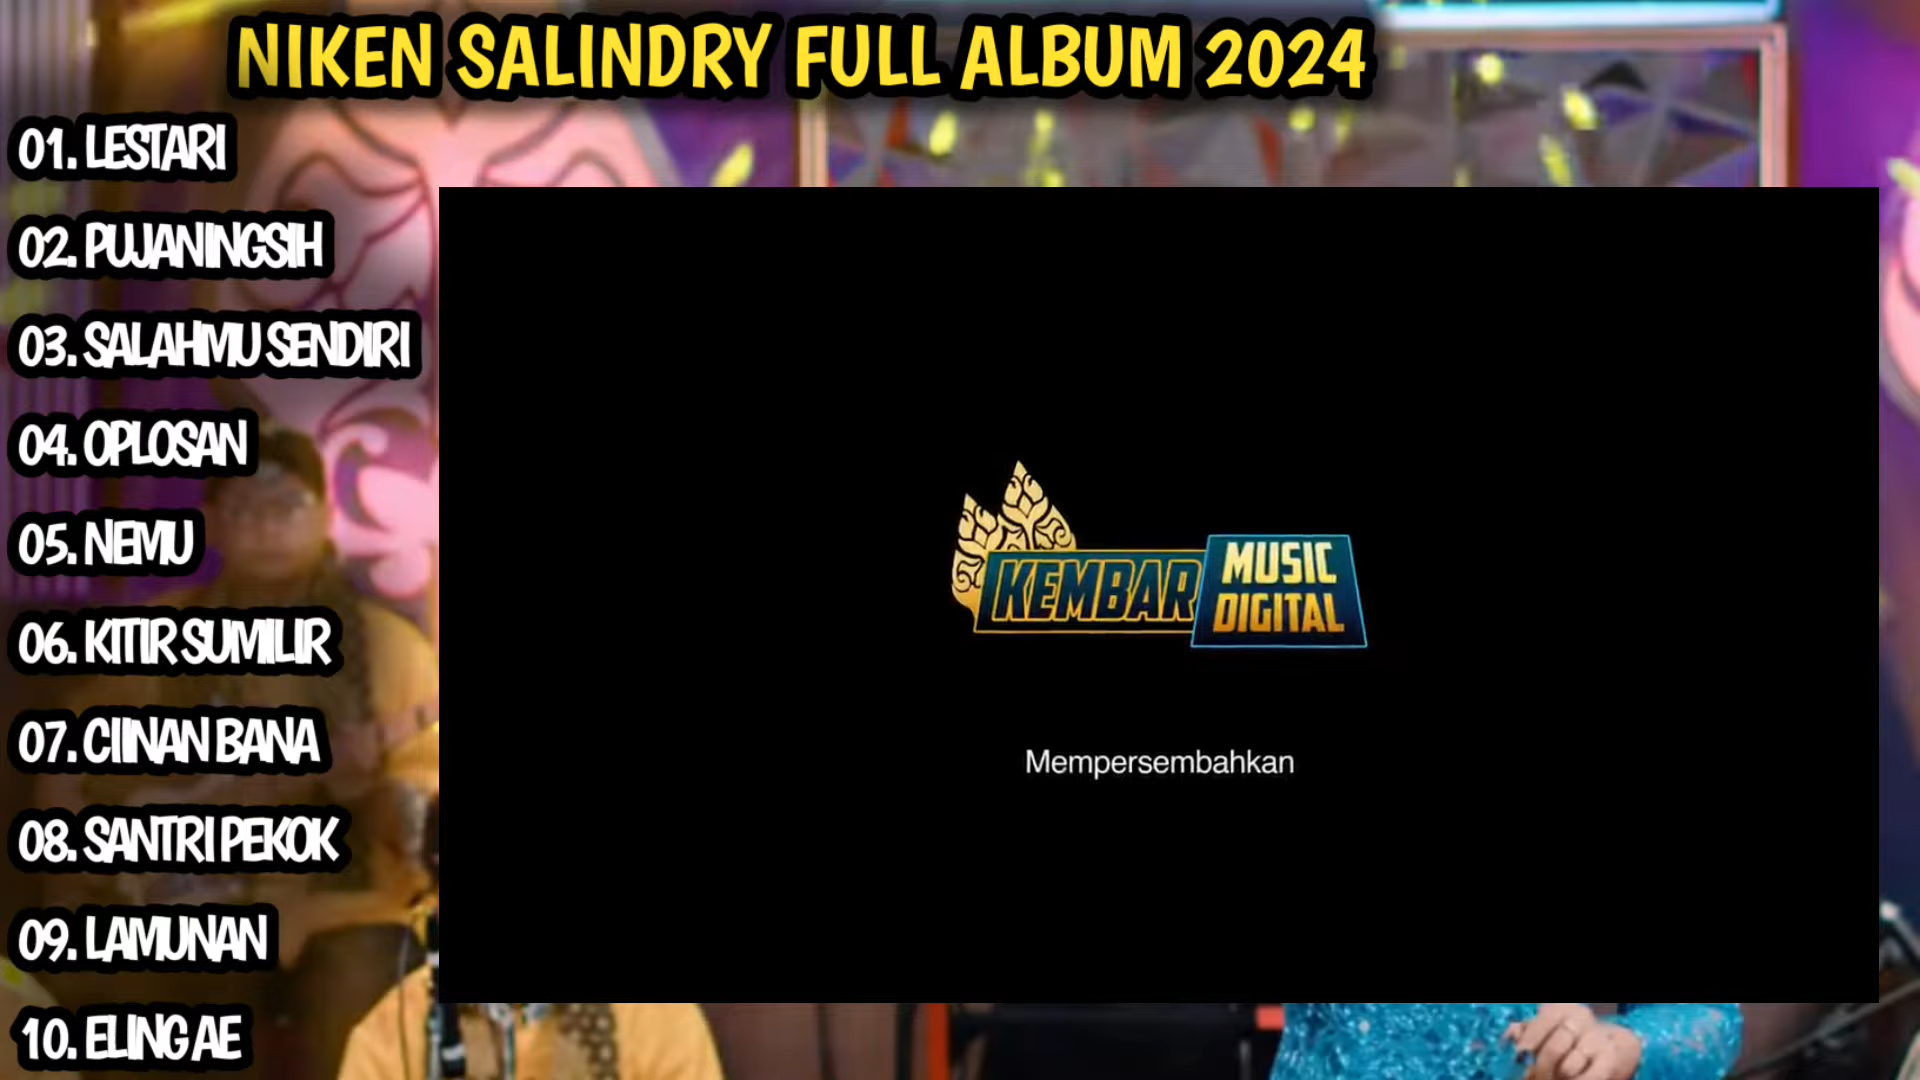 NIKEN SALINDRY FULL ALBUM 2024
01. LESTARI
02. PUJANINGSIH
03. SALAHMU SENDIRI
04. OPLOSAN
05. NEMU
06. KITIR SUMILIR
07. CIINAN BANA
08. SANTRI PEKOK
09. LAMUNAN
10. ELING AE
KEMBAR MUSIC DIGITAL
Mempersembahkan